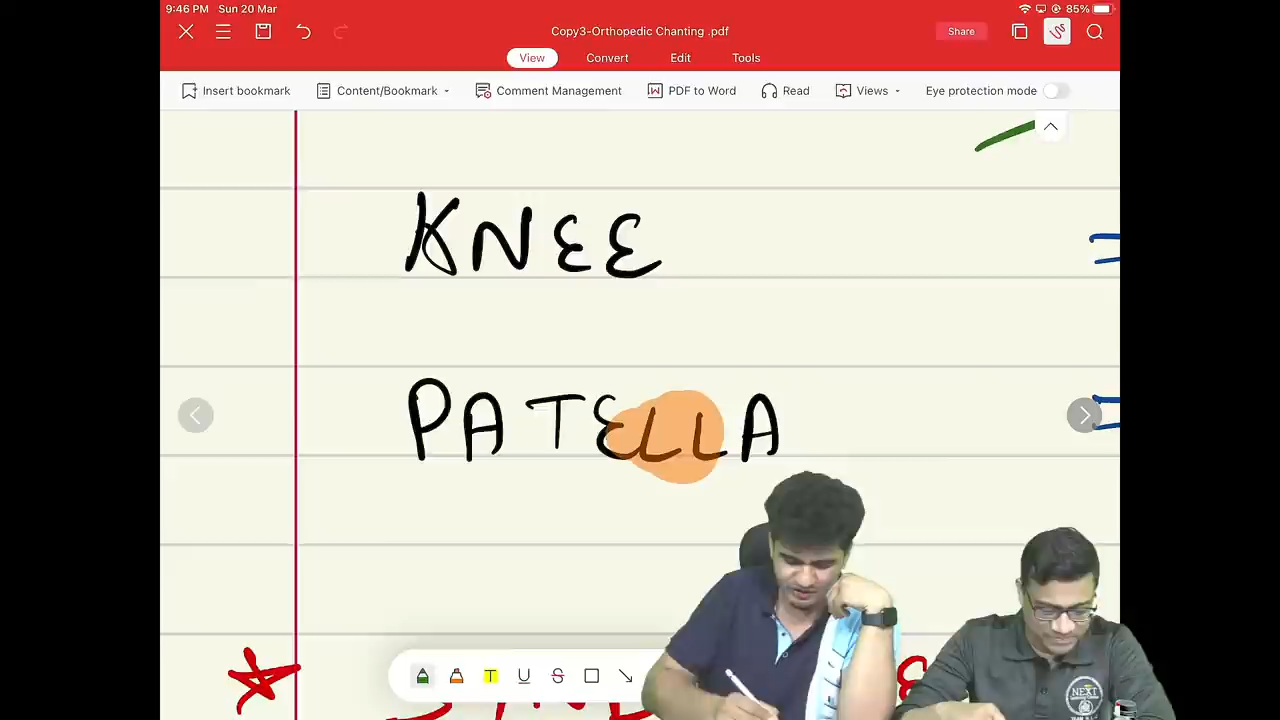 9:46 PM Sun 20 Mar 85%
Copy3-Orthopedic Chanting .pdf
Share
View Convert Edit Tools
Insert bookmark Content/Bookmark Comment Management PDF to Word Read Views Eye protection mode
KNEE
PATELLA
T U S
NEXT